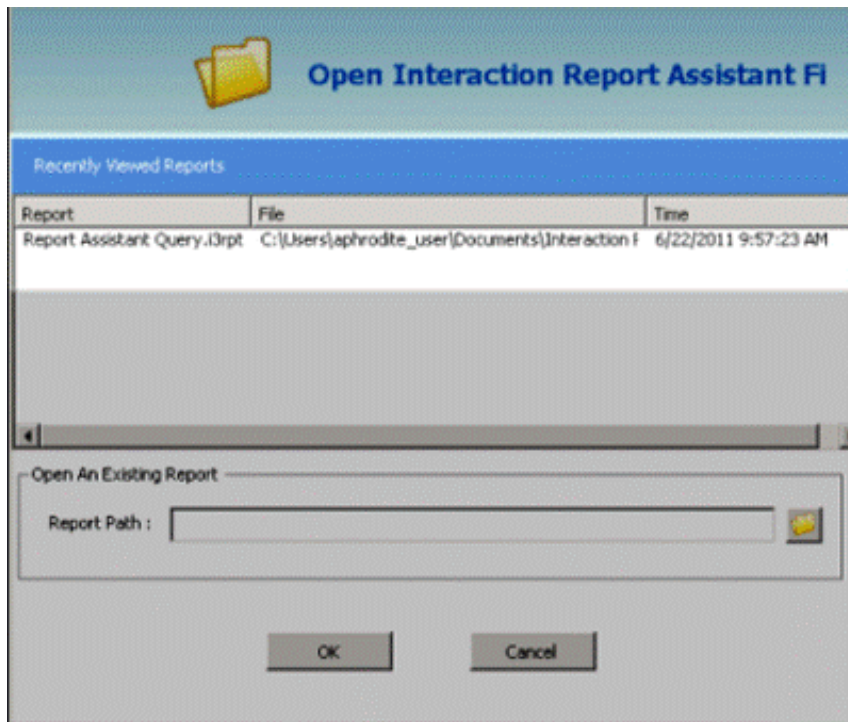 Open Interaction Report Assistant Fi
Recently Viewed Reports
Report File Time
Report Assistant Query.i3rpt C:\Users\aphrodite_user\Documents\Interaction F 6/22/2011 9:57:23 AM
Open An Existing Report
Report Path :
OK Cancel